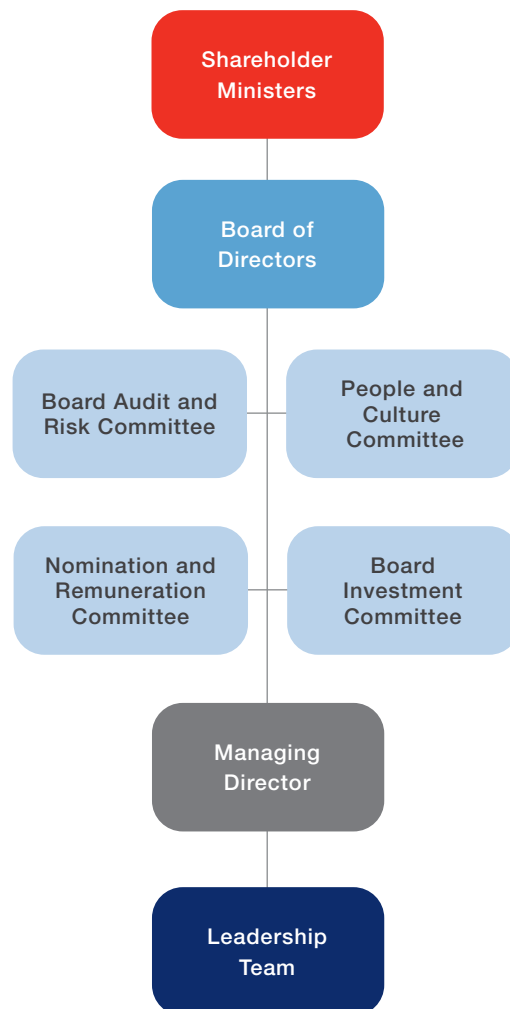 Shareholder
Ministers
Board of
Directors
Board Audit and
Risk Committee
People and
Culture
Committee
Nomination and
Remuneration
Committee
Board
Investment
Committee
Managing
Director
Leadership
Team